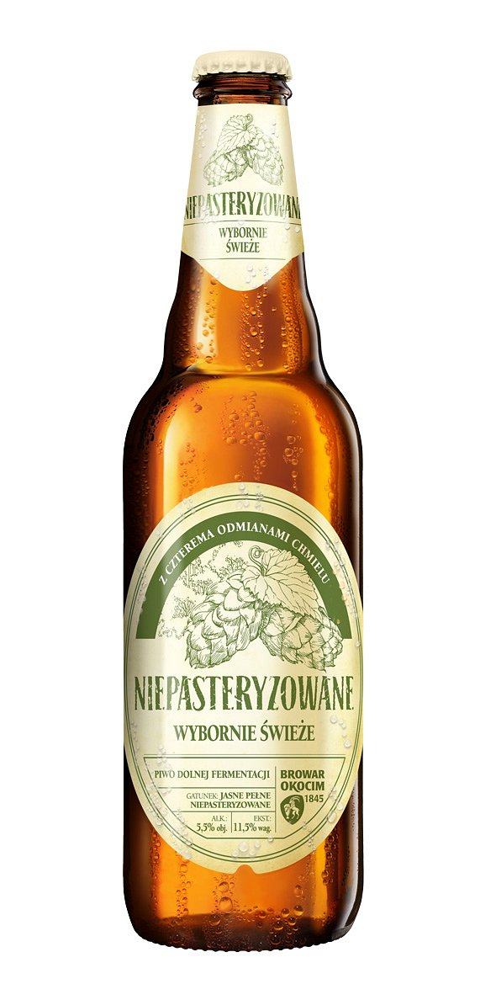 NIEPASTERYZOWANE
WYBORNIE
ŚWIEŻE
Z CZTEREMA ODMIANAMI CHMIELU
NIEPASTERYZOWANE
WYBORNIE ŚWIEŻE
PIWO DOLNEJ FERMENTACJI
GATUNEK: JASNE PEŁNE
NIEPASTERYZOWANE
ALK.: EKST.:
5,5% obj. 11,5% wag.
BROWAR
OKOCIM
1845